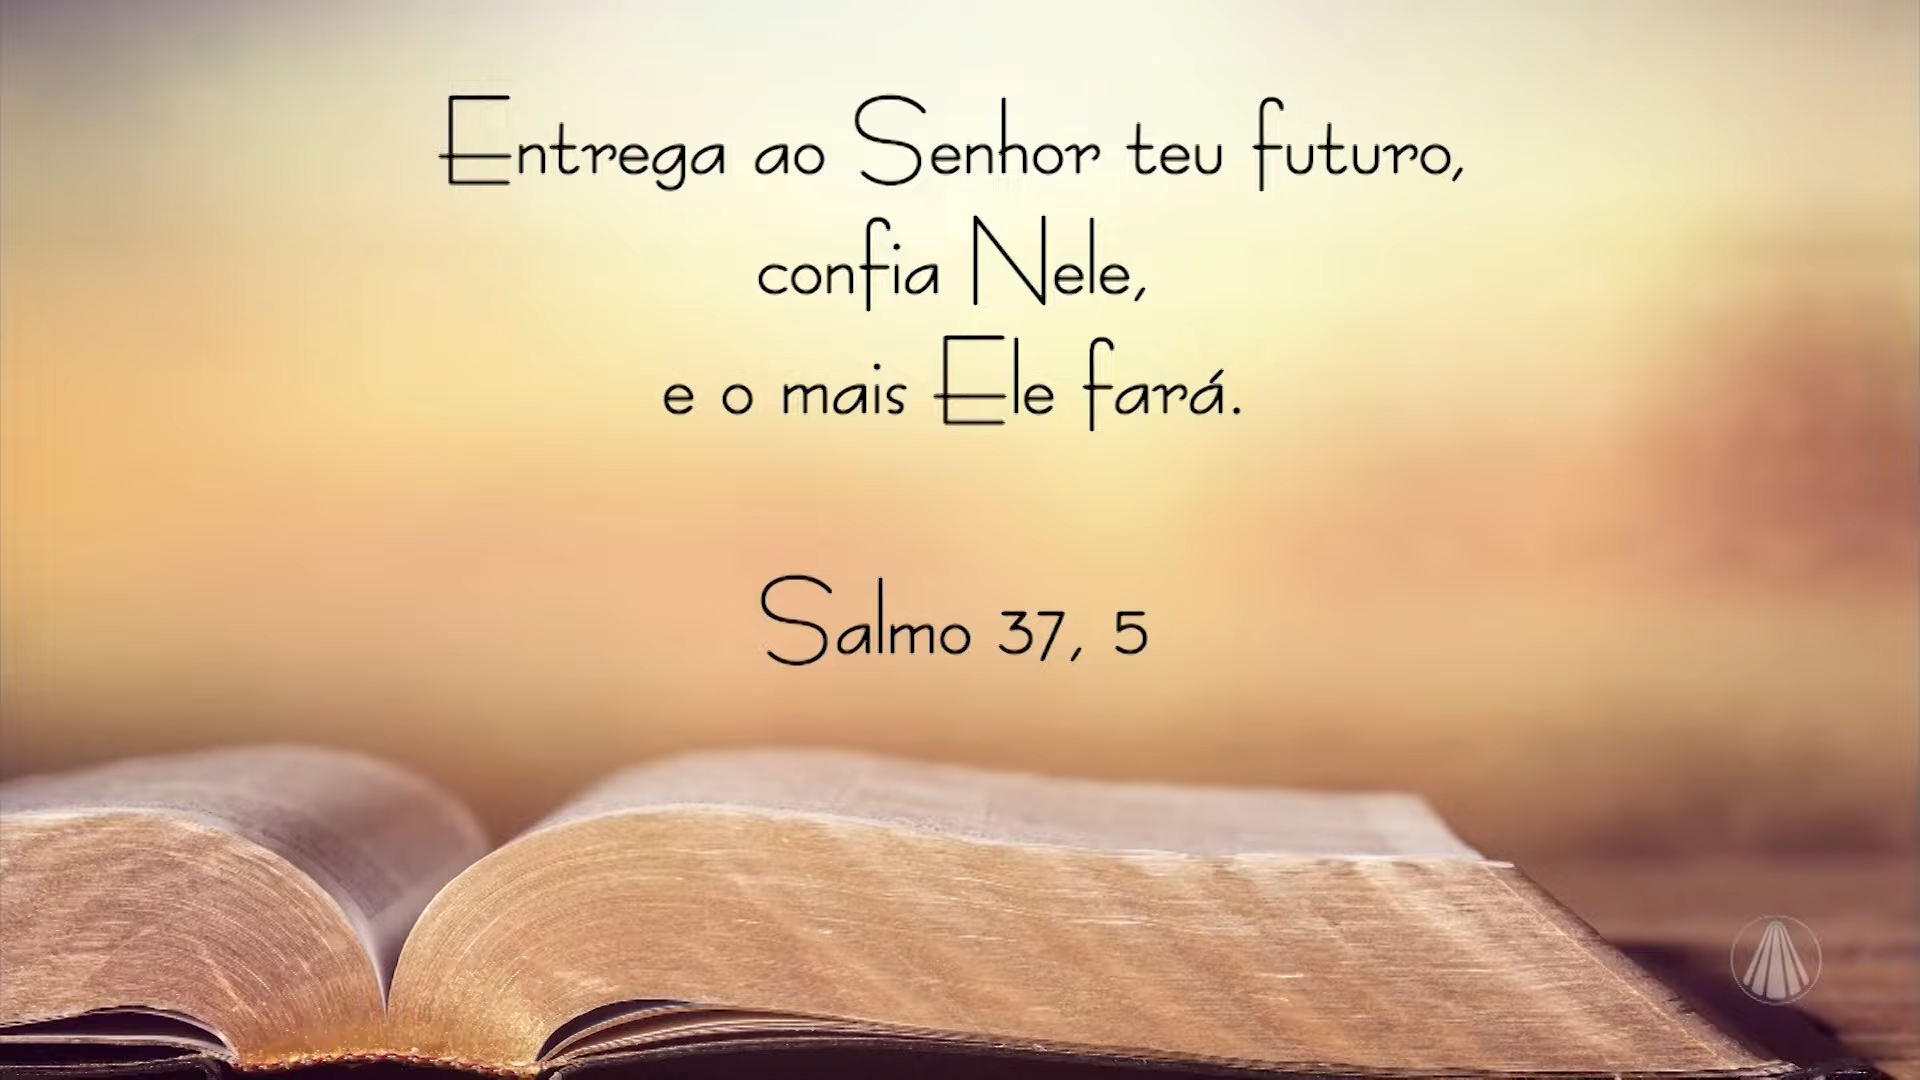 Entrega ao Senhor teu futuro,
confia Nele,
e o mais Ele fará.
Salmo 37, 5